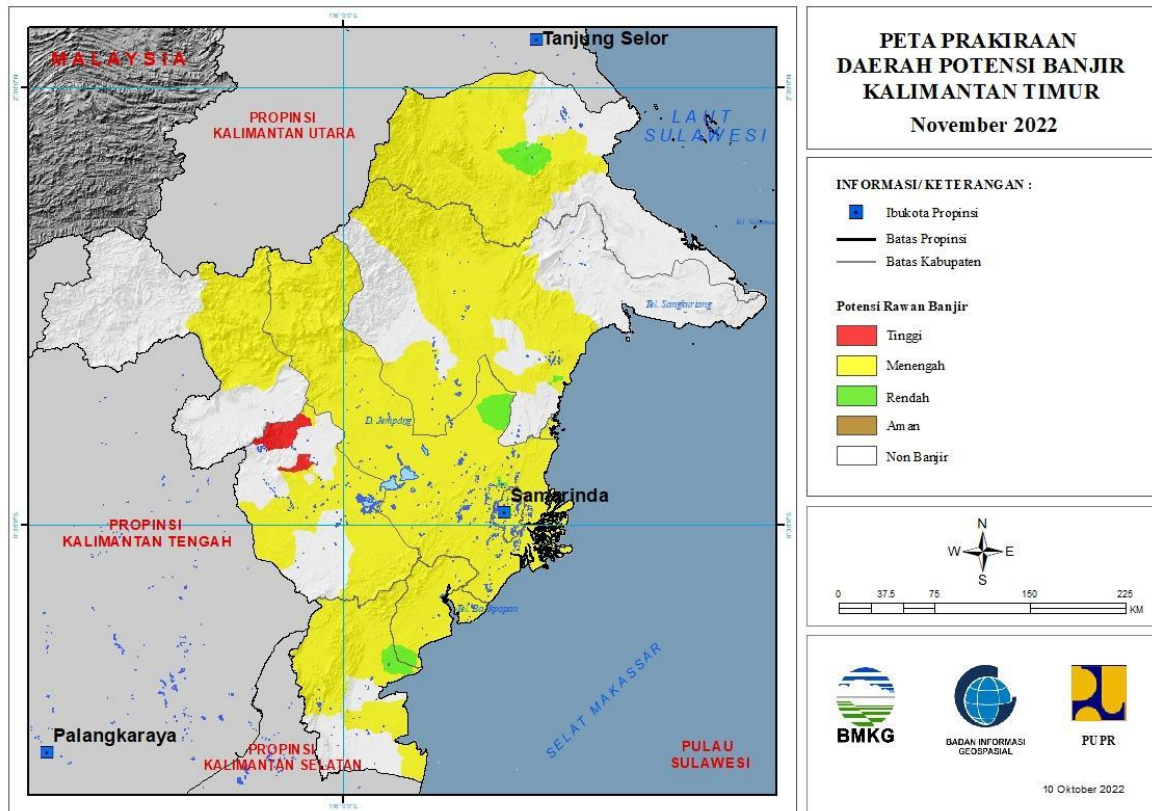 Tanjung Selor
MALAYSIA
PROPINSI
KALIMANTAN UTARA
LAUT
SULAWESI
Tel. Sangkuriang
D. Jempang
Samarinda
PROPINSI
KALIMANTAN TENGAH
Tel. Balikpapan
SELAT MAKASSAR
Palangkaraya
PROPINSI
KALIMANTAN SELATAN
PULAU
SULAWESI
PETA PRAKIRAAN
DAERAH POTENSI BANJIR
KALIMANTAN TIMUR
November 2022
INFORMASI/ KETERANGAN :
Ibukota Propinsi
Batas Propinsi
Batas Kabupaten
Potensi Rawan Banjir
Tinggi
Menengah
Rendah
Aman
Non Banjir
N
W E
S
0 37.5 75 150 225
KM
BMKG
BADAN INFORMASI
GEOSPASIAL
PUPR
10 Oktober 2022